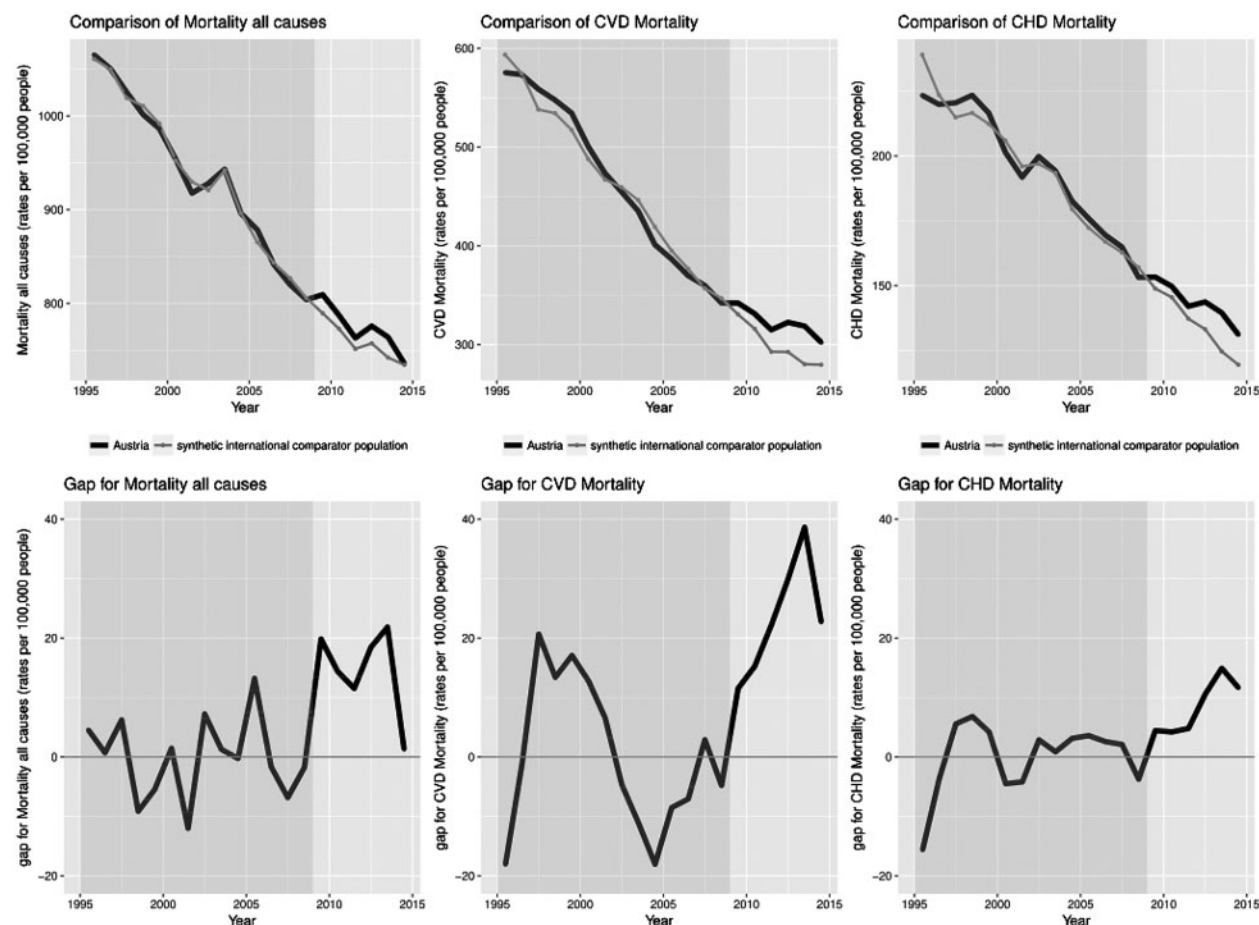 Comparison of Mortality all causes
Mortality all causes (rates per 100,000 people)
1000
900
800
1995 2000 2005 2010 2015
Year
Comparison of CVD Mortality
CVD Mortality (rates per 100,000 people)
600
500
400
300
1995 2000 2005 2010 2015
Year
Comparison of CHD Mortality
CHD Mortality (rates per 100,000 people)
200
150
1995 2000 2005 2010 2015
Year
Austria synthetic international comparator population
Austria synthetic international comparator population
Austria synthetic international comparator population
Gap for Mortality all causes
gap for Mortality all causes (rates per 100,000 people)
40
20
0
−20
1995 2000 2005 2010 2015
Year
Gap for CVD Mortality
gap for CVD Mortality (rates per 100,000 people)
40
20
0
−20
1995 2000 2005 2010 2015
Year
Gap for CHD Mortality
gap for CHD Mortality (rates per 100,000 people)
40
20
0
−20
1995 2000 2005 2010 2015
Year